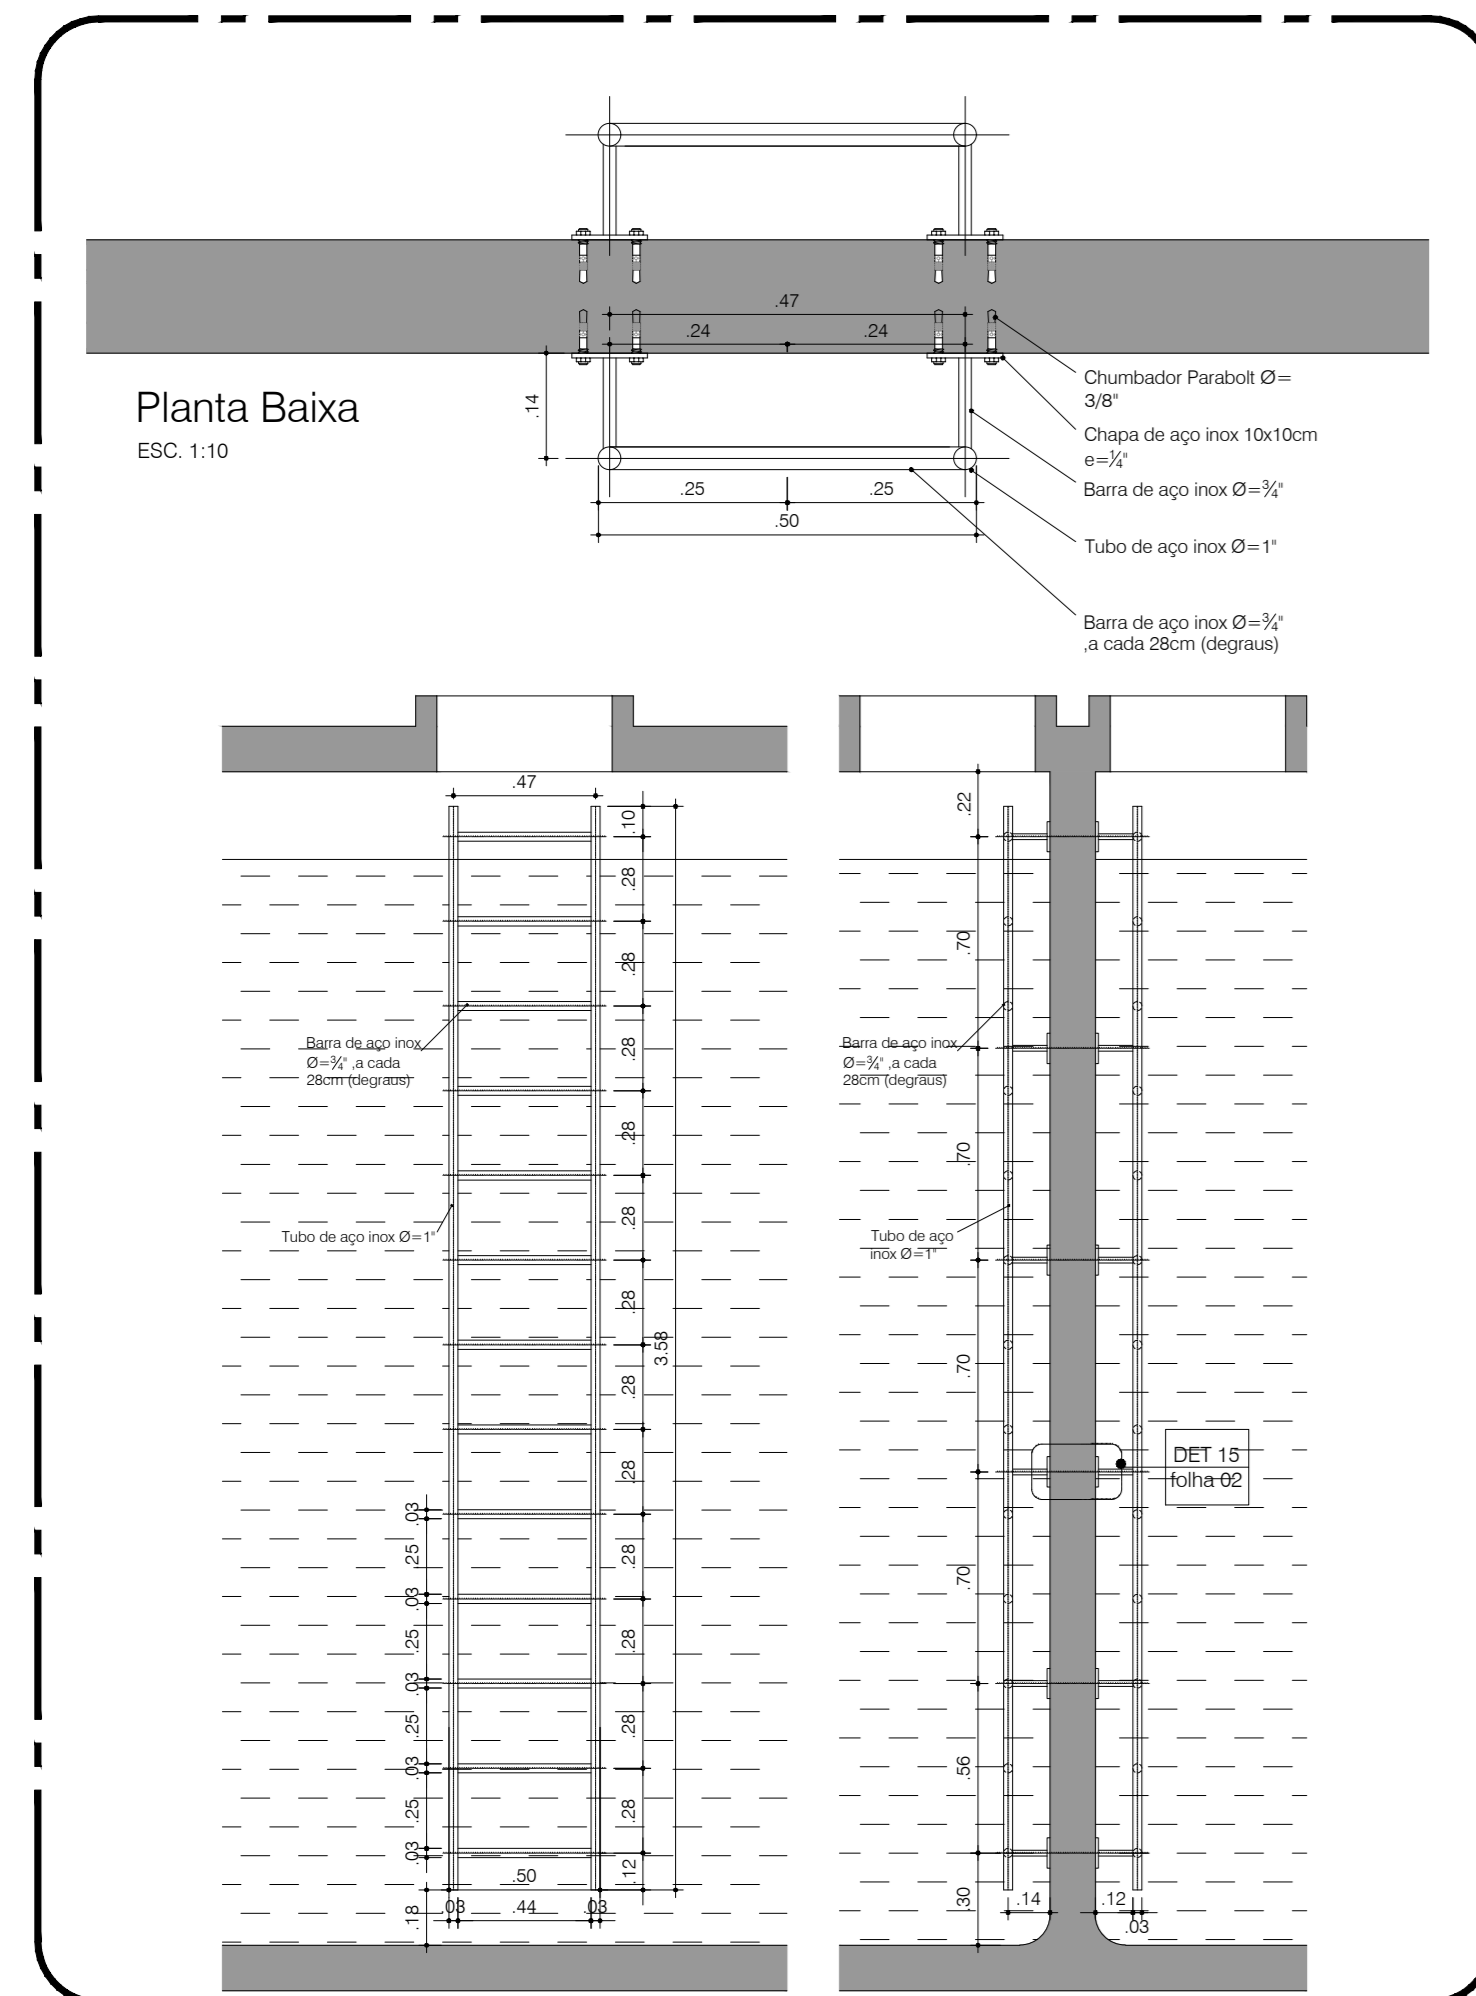 .47
.24
.24
.14
Planta Baixa
ESC. 1:10
Chumbador Parabolt Ø=
3/8"
Chapa de aço inox 10x10cm
e=¼"
Barra de aço inox Ø=¾"
.25
.25
.50
Tubo de aço inox Ø=1"
Barra de aço inox Ø=¾"
,a cada 28cm (degraus)
.47
.10
.28
.28
.28
.28
.28
.28
.28
.28
.28
.28
.28
.28
.12
3.58
Barra de aço inox
Ø=¾" ,a cada
28cm (degraus)
Tubo de aço inox Ø=1"
.03
.25
.03
.25
.03
.25
.03
.25
.03
.18
.50
.03
.44
.03
.22
.70
.70
.70
.70
.56
.30
Barra de aço inox
Ø=¾" ,a cada
28cm (degraus)
Tubo de aço
inox Ø=1"
DET 15
folha 02
.14
.12
.03